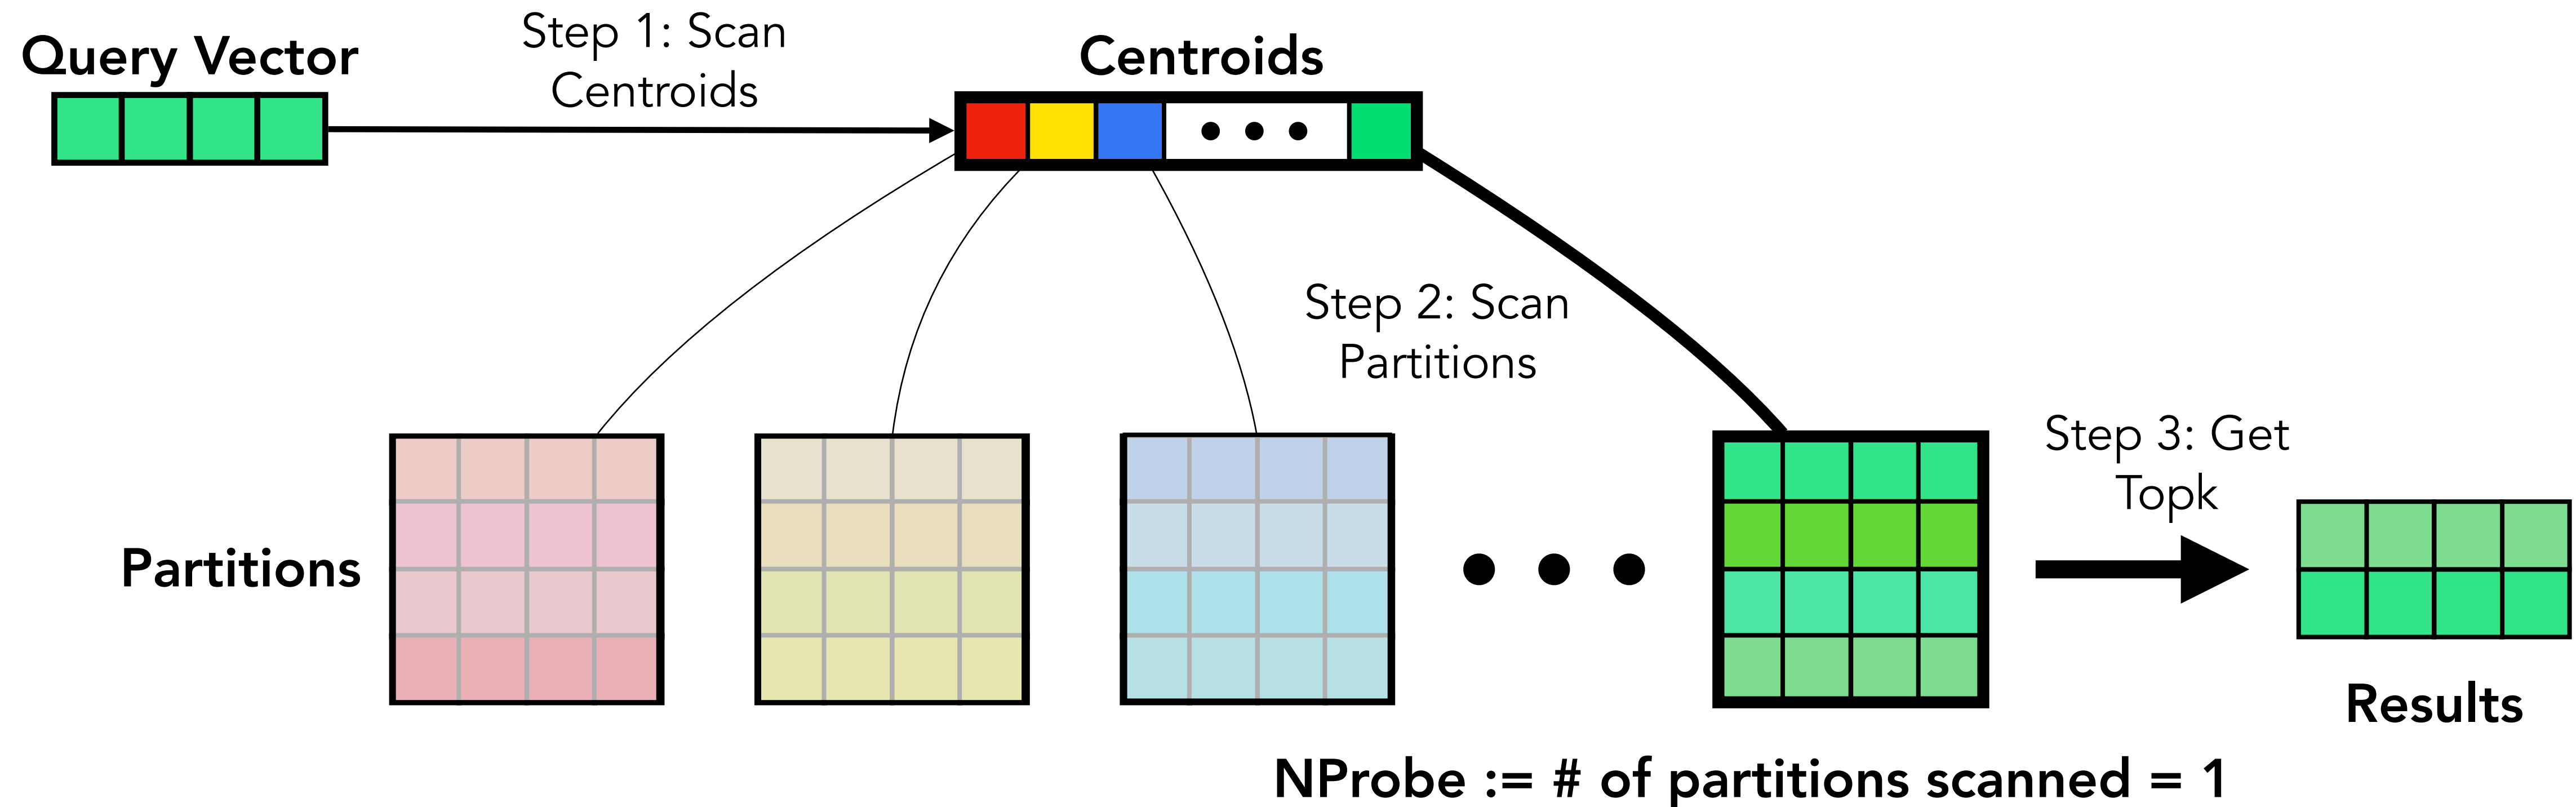 Query Vector
Step 1: Scan
Centroids
Centroids
Step 2: Scan
Partitions
Partitions
Step 3: Get
Topk
Results
NProbe := # of partitions scanned = 1